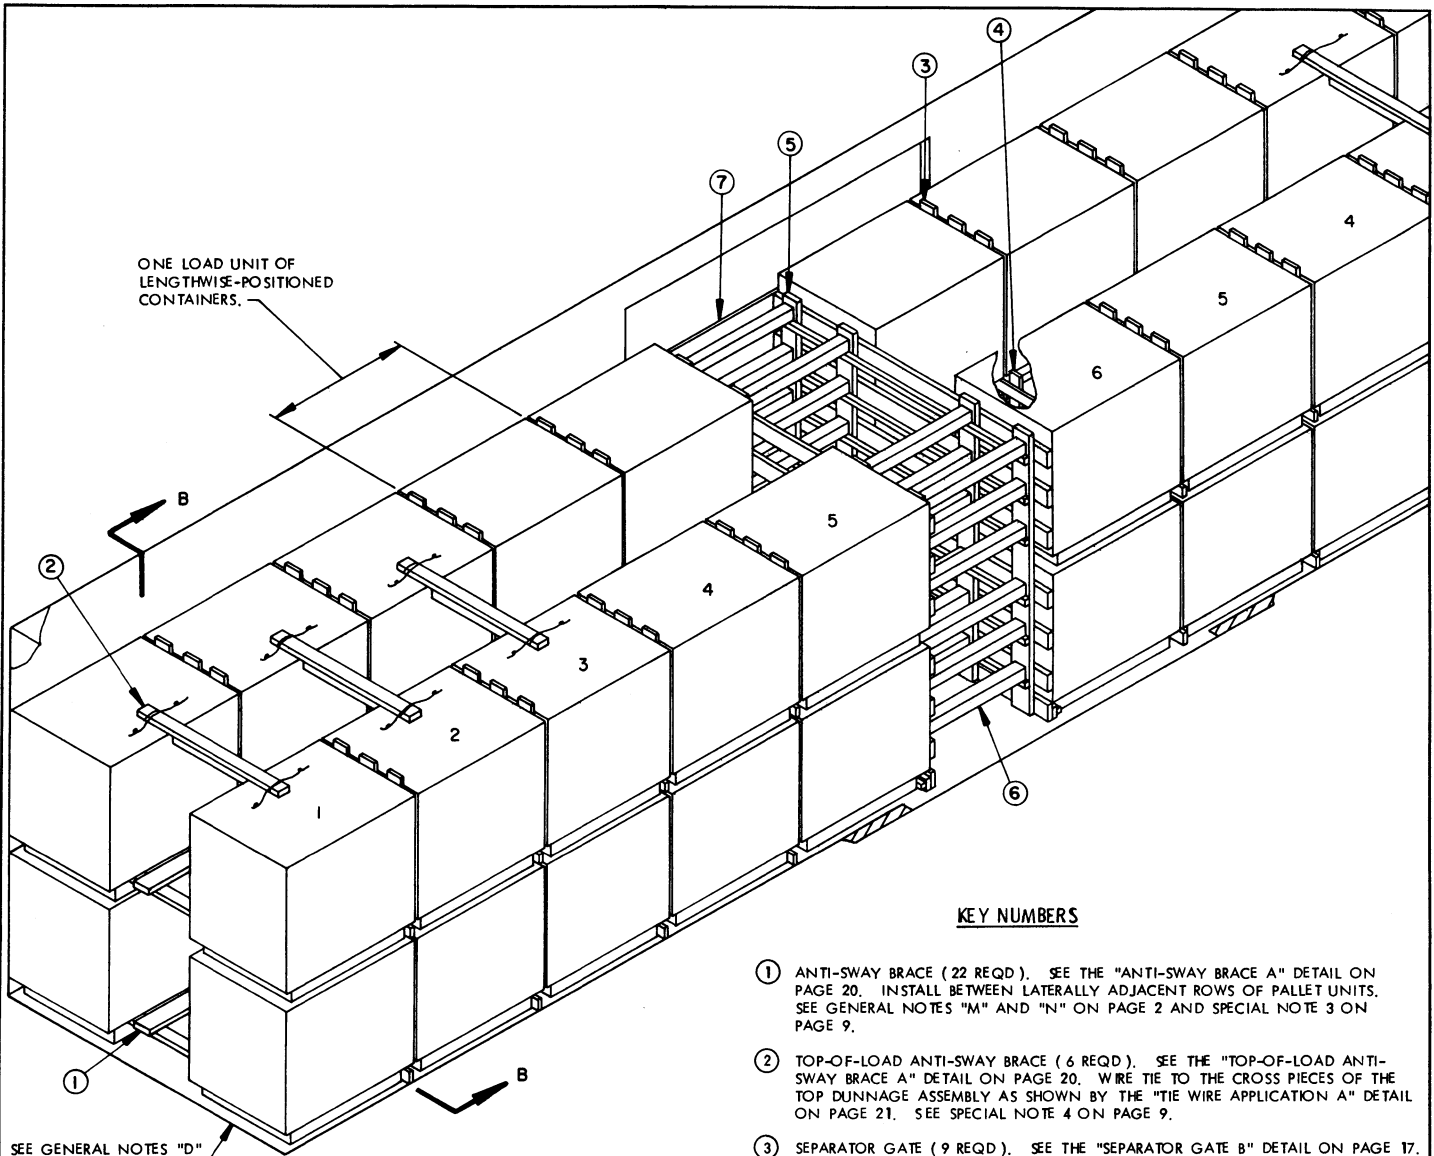 ④
③
⑤
⑦
ONE LOAD UNIT OF
LENGTHWISE-POSITIONED
CONTAINERS.
4
5
6
B
②
5
4
3
2
1
⑥
①
B
SEE GENERAL NOTES "D"
KEY NUMBERS
① ANTI-SWAY BRACE (22 REQD). SEE THE "ANTI-SWAY BRACE A" DETAIL ON
PAGE 20. INSTALL BETWEEN LATERALLY ADJACENT ROWS OF PALLET UNITS.
SEE GENERAL NOTES "M" AND "N" ON PAGE 2 AND SPECIAL NOTE 3 ON
PAGE 9.
② TOP-OF-LOAD ANTI-SWAY BRACE (6 REQD). SEE THE "TOP-OF-LOAD ANTI-
SWAY BRACE A" DETAIL ON PAGE 20. WIRE TIE TO THE CROSS PIECES OF THE
TOP DUNNAGE ASSEMBLY AS SHOWN BY THE "TIE WIRE APPLICATION A" DETAIL
ON PAGE 21. SEE SPECIAL NOTE 4 ON PAGE 9.
③ SEPARATOR GATE (9 REQD). SEE THE "SEPARATOR GATE B" DETAIL ON PAGE 17.